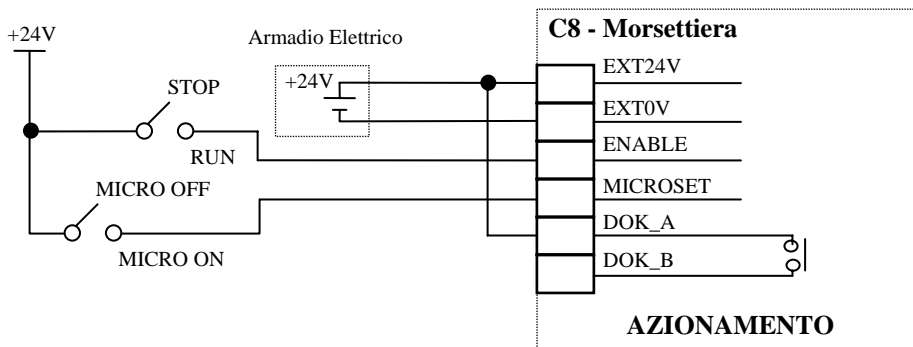 C8 - Morsettiera
+24V
Armadio Elettrico
+24V
EXT24V
STOP
EXT0V
RUN
ENABLE
MICRO OFF
MICROSET
MICRO ON
DOK_A
DOK_B
AZIONAMENTO